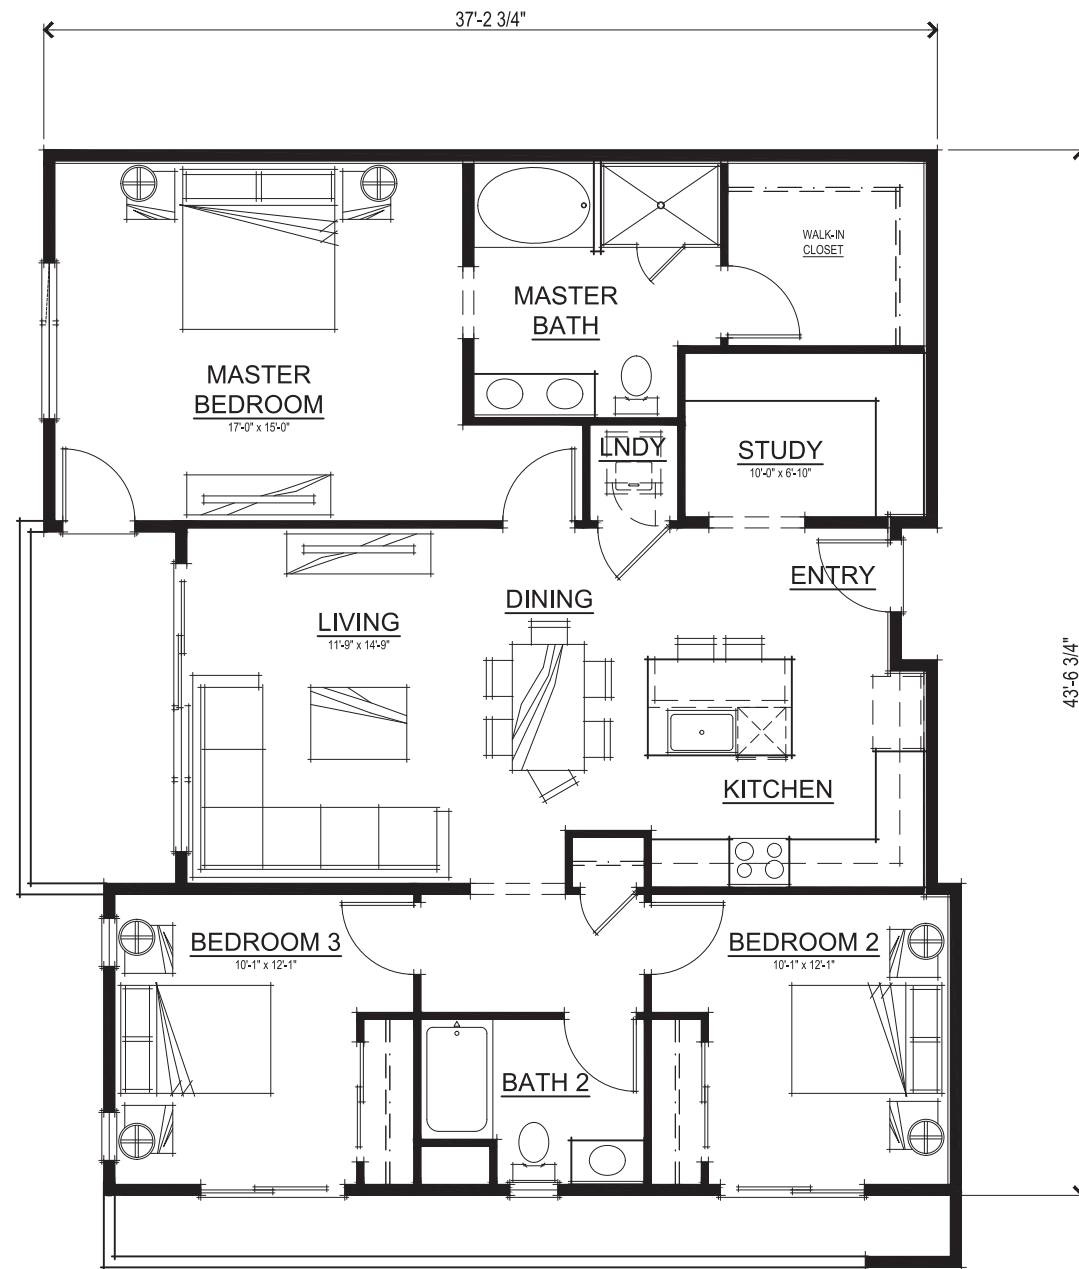 37'-2 3/4"
WALK-IN
CLOSET
MASTER
BATH
MASTER
BEDROOM
17'-0" x 15'-0"
LNDY
STUDY
10'-0" x 6'-10"
ENTRY
DINING
LIVING
11'-9" x 14'-9"
43'-6 3/4"
KITCHEN
BEDROOM 3
10'-1" x 12'-1"
BEDROOM 2
10'-1" x 12'-1"
BATH 2